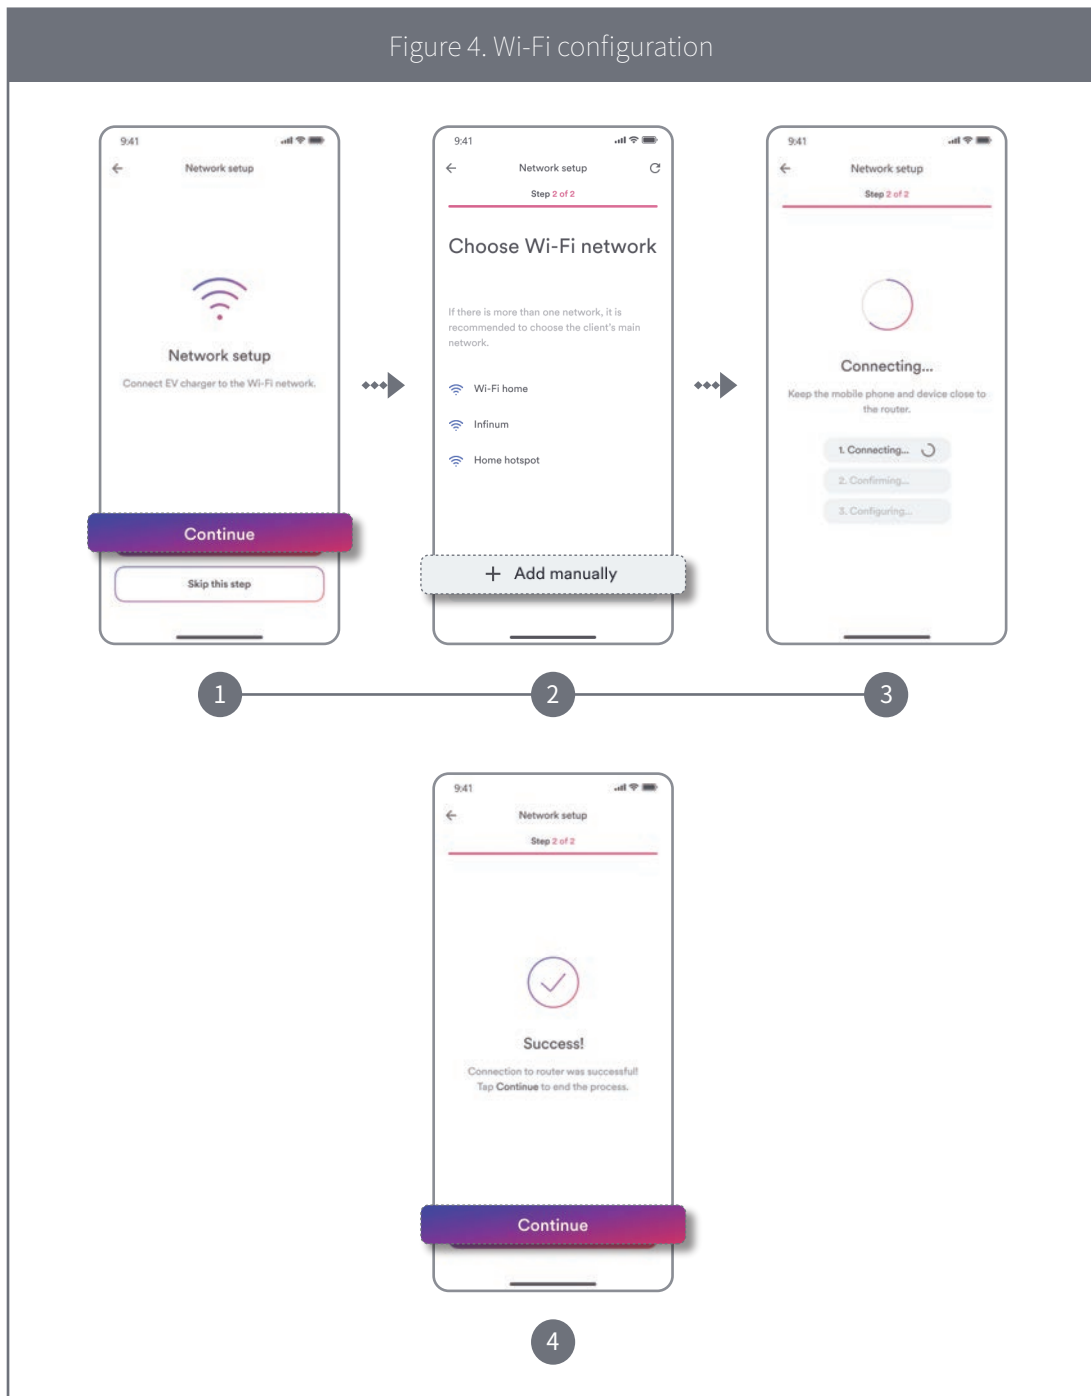 Figure 4. Wi-Fi configuration
9:41
Network setup
Network setup
Connect EV charger to the Wi-Fi network.
Continue
Skip this step
1
9:41
Network setup
Step 2 of 2
Choose Wi-Fi network
If there is more than one network, it is
recommended to choose the client's main
network.
Wi-Fi home
Infinum
Home hotspot
+ Add manually
2
9:41
Network setup
Step 2 of 2
Connecting...
Keep the mobile phone and device close to
the router.
1. Connecting...
2. Confirming...
3. Configuring...
3
9:41
Network setup
Step 2 of 2
Success!
Connection to router was successful!
Tap Continue to end the process.
Continue
4